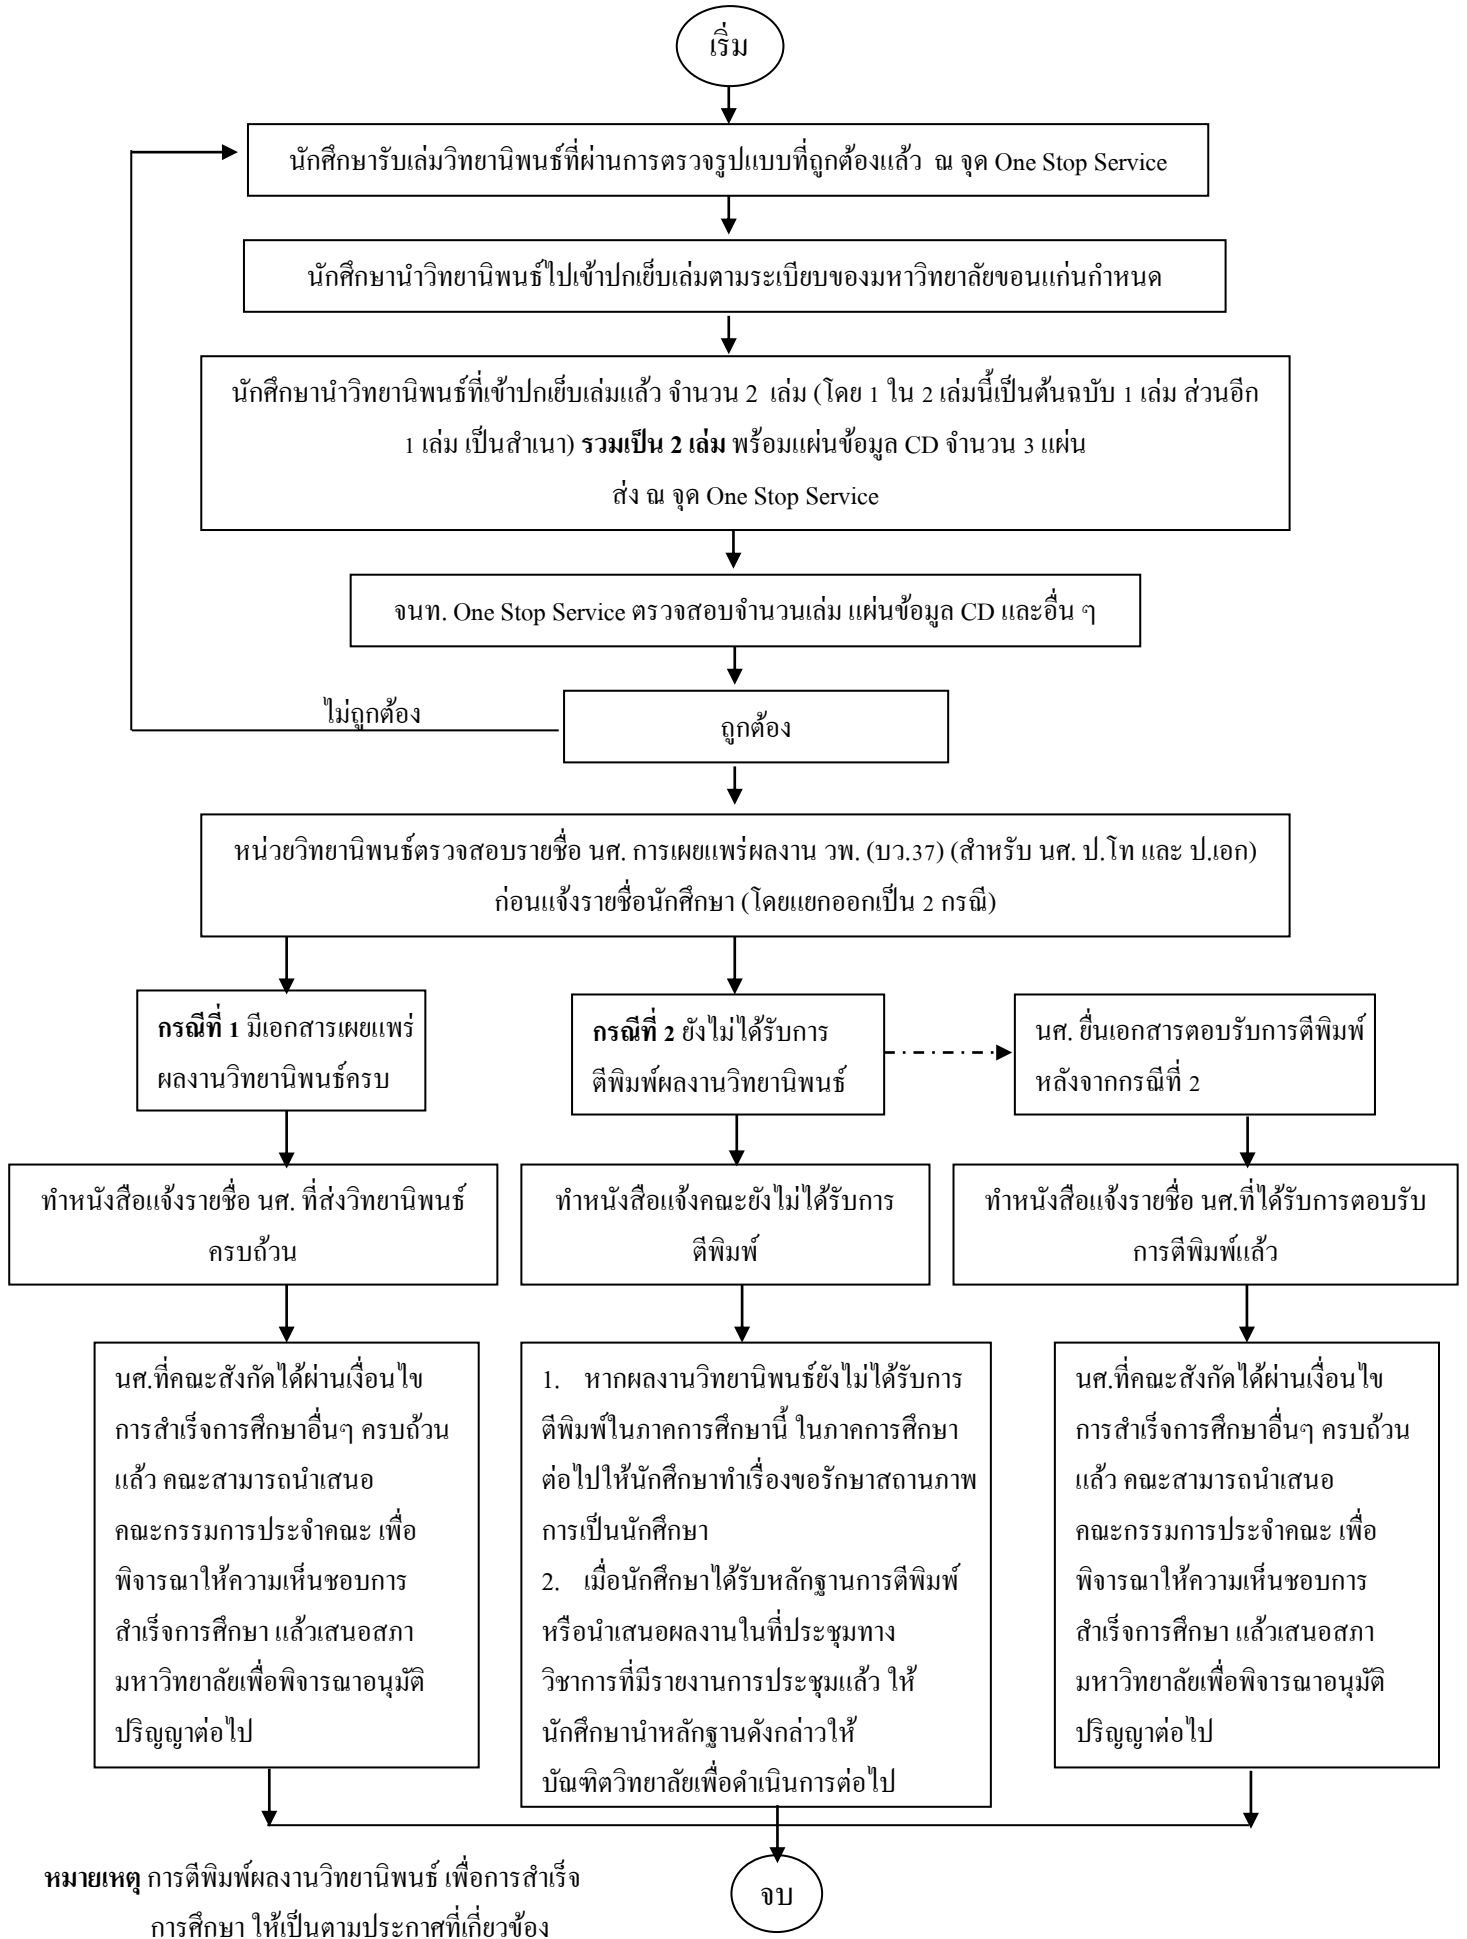 เริ่ม
นักศึกษารับเล่มวิทยานิพนธ์ที่ผ่านการตรวจรูปแบบที่ถูกต้องแล้ว ณ จุด One Stop Service
นักศึกษานำวิทยานิพนธ์ไปเข้าปกเย็บเล่มตามระเบียบของมหาวิทยาลัยขอนแก่นกำหนด
นักศึกษานำวิทยานิพนธ์ที่เข้าปกเย็บเล่มแล้ว จำนวน 2 เล่ม (โดย 1 ใน 2 เล่มนี้เป็นต้นฉบับ 1 เล่ม ส่วนอีก
1 เล่ม เป็นสำเนา) รวมเป็น 2 เล่ม พร้อมแผ่นข้อมูล CD จำนวน 3 แผ่น
ส่ง ณ จุด One Stop Service
จนท. One Stop Service ตรวจสอบจำนวนเล่ม แผ่นข้อมูล CD และอื่น ๆ
ไม่ถูกต้อง
ถูกต้อง
หน่วยวิทยานิพนธ์ตรวจสอบรายชื่อ นศ. การเผยแพร่ผลงาน วพ. (บว.37) (สำหรับ นศ. ป.โท และ ป.เอก)
ก่อนแจ้งรายชื่อนักศึกษา (โดยแยกออกเป็น 2 กรณี)
กรณีที่ 1 มีเอกสารเผยแพร่
ผลงานวิทยานิพนธ์ครบ
กรณีที่ 2 ยังไม่ได้รับการ
ตีพิมพ์ผลงานวิทยานิพนธ์
นศ. ยื่นเอกสารตอบรับการตีพิมพ์
หลังจากกรณีที่ 2
ทำหนังสือแจ้งรายชื่อ นศ. ที่ส่งวิทยานิพนธ์
ครบถ้วน
ทำหนังสือแจ้งคณะยังไม่ได้รับการ
ตีพิมพ์
ทำหนังสือแจ้งรายชื่อ นศ.ที่ได้รับการตอบรับ
การตีพิมพ์แล้ว
นศ.ที่คณะสังกัดได้ผ่านเงื่อนไข
การสำเร็จการศึกษาอื่นๆ ครบถ้วน
แล้ว คณะสามารถนำเสนอ
คณะกรรมการประจำคณะ เพื่อ
พิจารณาให้ความเห็นชอบการ
สำเร็จการศึกษา แล้วเสนอสภา
มหาวิทยาลัยเพื่อพิจารณาอนุมัติ
ปริญญาต่อไป
1. หากผลงานวิทยานิพนธ์ยังไม่ได้รับการ
ตีพิมพ์ในภาคการศึกษานี้ ในภาคการศึกษา
ต่อไปให้นักศึกษาทำเรื่องขอรักษาสถานภาพ
การเป็นนักศึกษา
2. เมื่อนักศึกษาได้รับหลักฐานการตีพิมพ์
หรือนำเสนอผลงานในที่ประชุมทาง
วิชาการที่มีรายงานการประชุมแล้ว ให้
นักศึกษานำหลักฐานดังกล่าวให้
บัณฑิตวิทยาลัยเพื่อดำเนินการต่อไป
นศ.ที่คณะสังกัดได้ผ่านเงื่อนไข
การสำเร็จการศึกษาอื่นๆ ครบถ้วน
แล้ว คณะสามารถนำเสนอ
คณะกรรมการประจำคณะ เพื่อ
พิจารณาให้ความเห็นชอบการ
สำเร็จการศึกษา แล้วเสนอสภา
มหาวิทยาลัยเพื่อพิจารณาอนุมัติ
ปริญญาต่อไป
หมายเหตุ การตีพิมพ์ผลงานวิทยานิพนธ์ เพื่อการสำเร็จ
การศึกษา ให้เป็นตามประกาศที่เกี่ยวข้อง
จบ